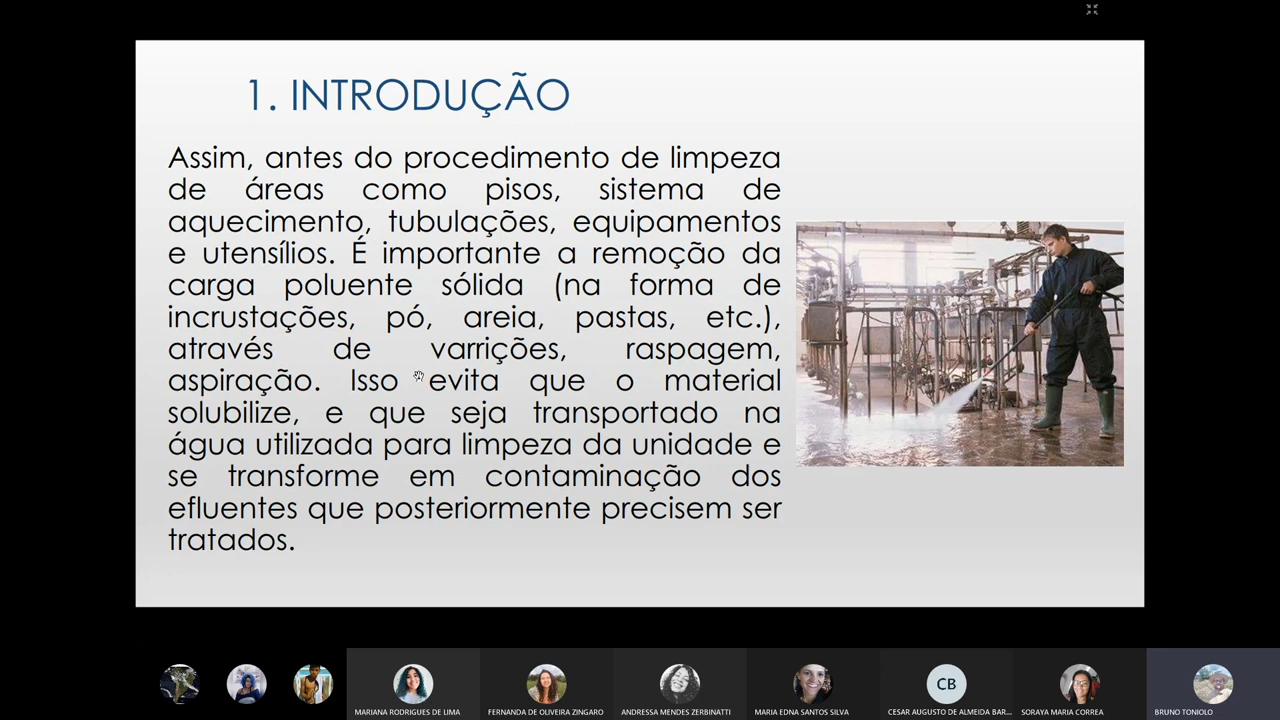 1. INTRODUÇÃO
Assim, antes do procedimento de limpeza
de áreas como pisos, sistema de
aquecimento, tubulações, equipamentos
e utensílios. É importante a remoção da
carga poluente sólida (na forma de
incrustações, pó, areia, pastas, etc.),
através de varrições, raspagem,
aspiração. Isso evita que o material
solubilize, e que seja transportado na
água utilizada para limpeza da unidade e
se transforme em contaminação dos
efluentes que posteriormente precisem ser
tratados.
CB
MARIANA RODRIGUES DE LIMA
FERNANDA DE OLIVEIRA ZINGARO
ANDRESSA MENDES ZERBINATTI
MARIA EDNA SANTOS SILVA
CESAR AUGUSTO DE ALMEIDA BAR...
SORAYA MARIA CORREA
BRUNO TONIOLO